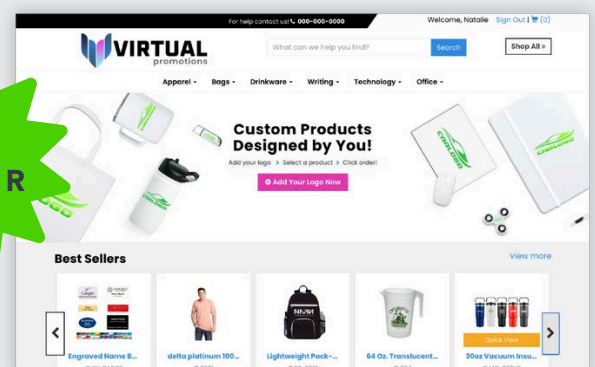 For help contact us! 000-000-0000
Welcome, Natalie Sign Out | (0)
VIRTUAL
promotions
What can we help you find?
Search
Shop All »
Apparel
Bags
Drinkware
Writing
Technology
Office
R
Custom Products
Designed by You!
Add your logo > Select a product > Click order!
Add Your Logo Now
CARLOGO
CARLOGO
Best Sellers
View more
Quick View
Engraved Name B...
delta platinum 100...
Lightweight Pack-...
64 Oz. Translucent...
30oz Vacuum Insu...